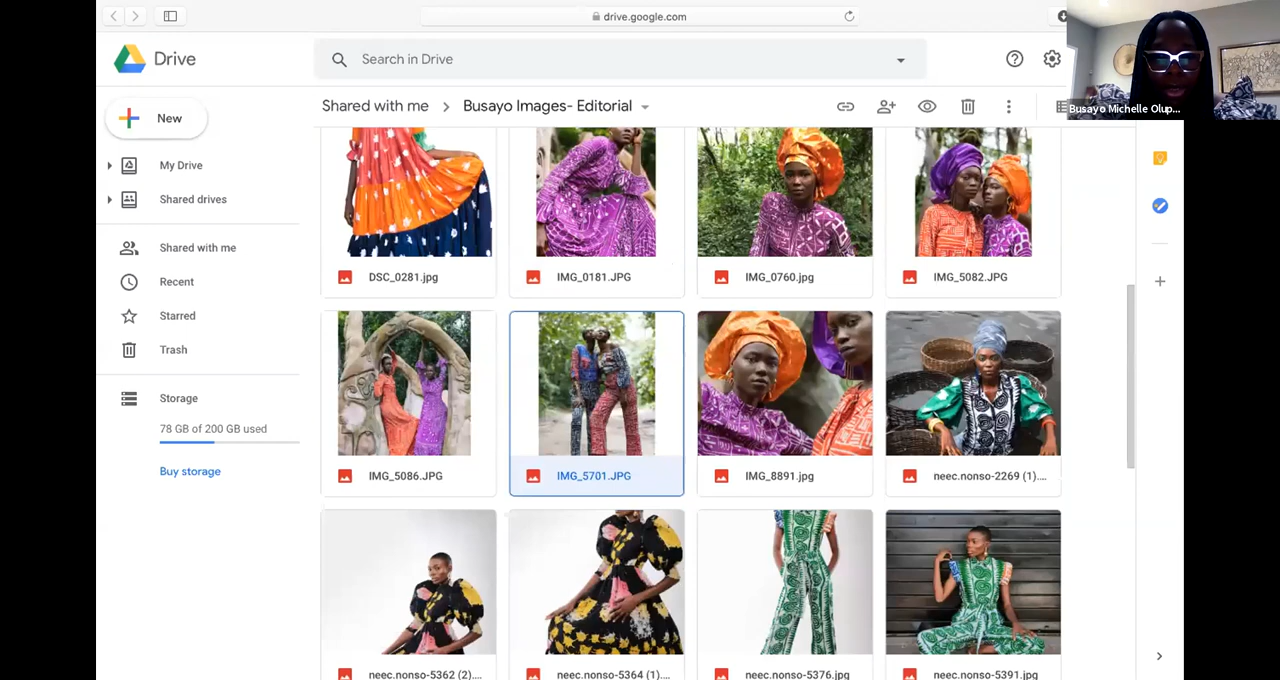 drive.google.com
Drive
Search in Drive
Busayo Michelle Olup...
New
Shared with me
Busayo Images- Editorial
My Drive
Shared drives
Shared with me
Recent
Starred
Trash
Storage
78 GB of 200 GB used
Buy storage
DSC_0281.jpg
IMG_0181.JPG
IMG_0760.jpg
IMG_5082.JPG
IMG_5086.JPG
IMG_5701.JPG
IMG_8891.jpg
neec.nonso-2269 (1)....
neec.nonso-5362 (2)....
neec.nonso-5364 (1)....
neec.nonso-5376.jpg
neec.nonso-5391.jpg